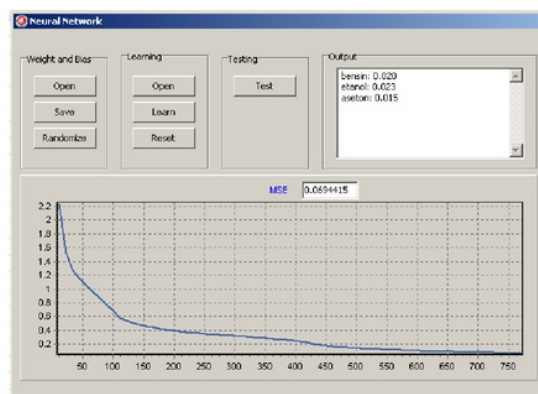 Neural Network
Weight and Bias
Open
Save
Randomize
Learning
Open
Learn
Reset
Testing
Test
Output
bensin: 0.020
etanol: 0.023
aseton: 0.015
MSE 0.0694415
2.2
2
1.8
1.6
1.4
1.2
1
0.8
0.6
0.4
0.2
50 100 150 200 250 300 350 400 450 500 550 600 650 700 750